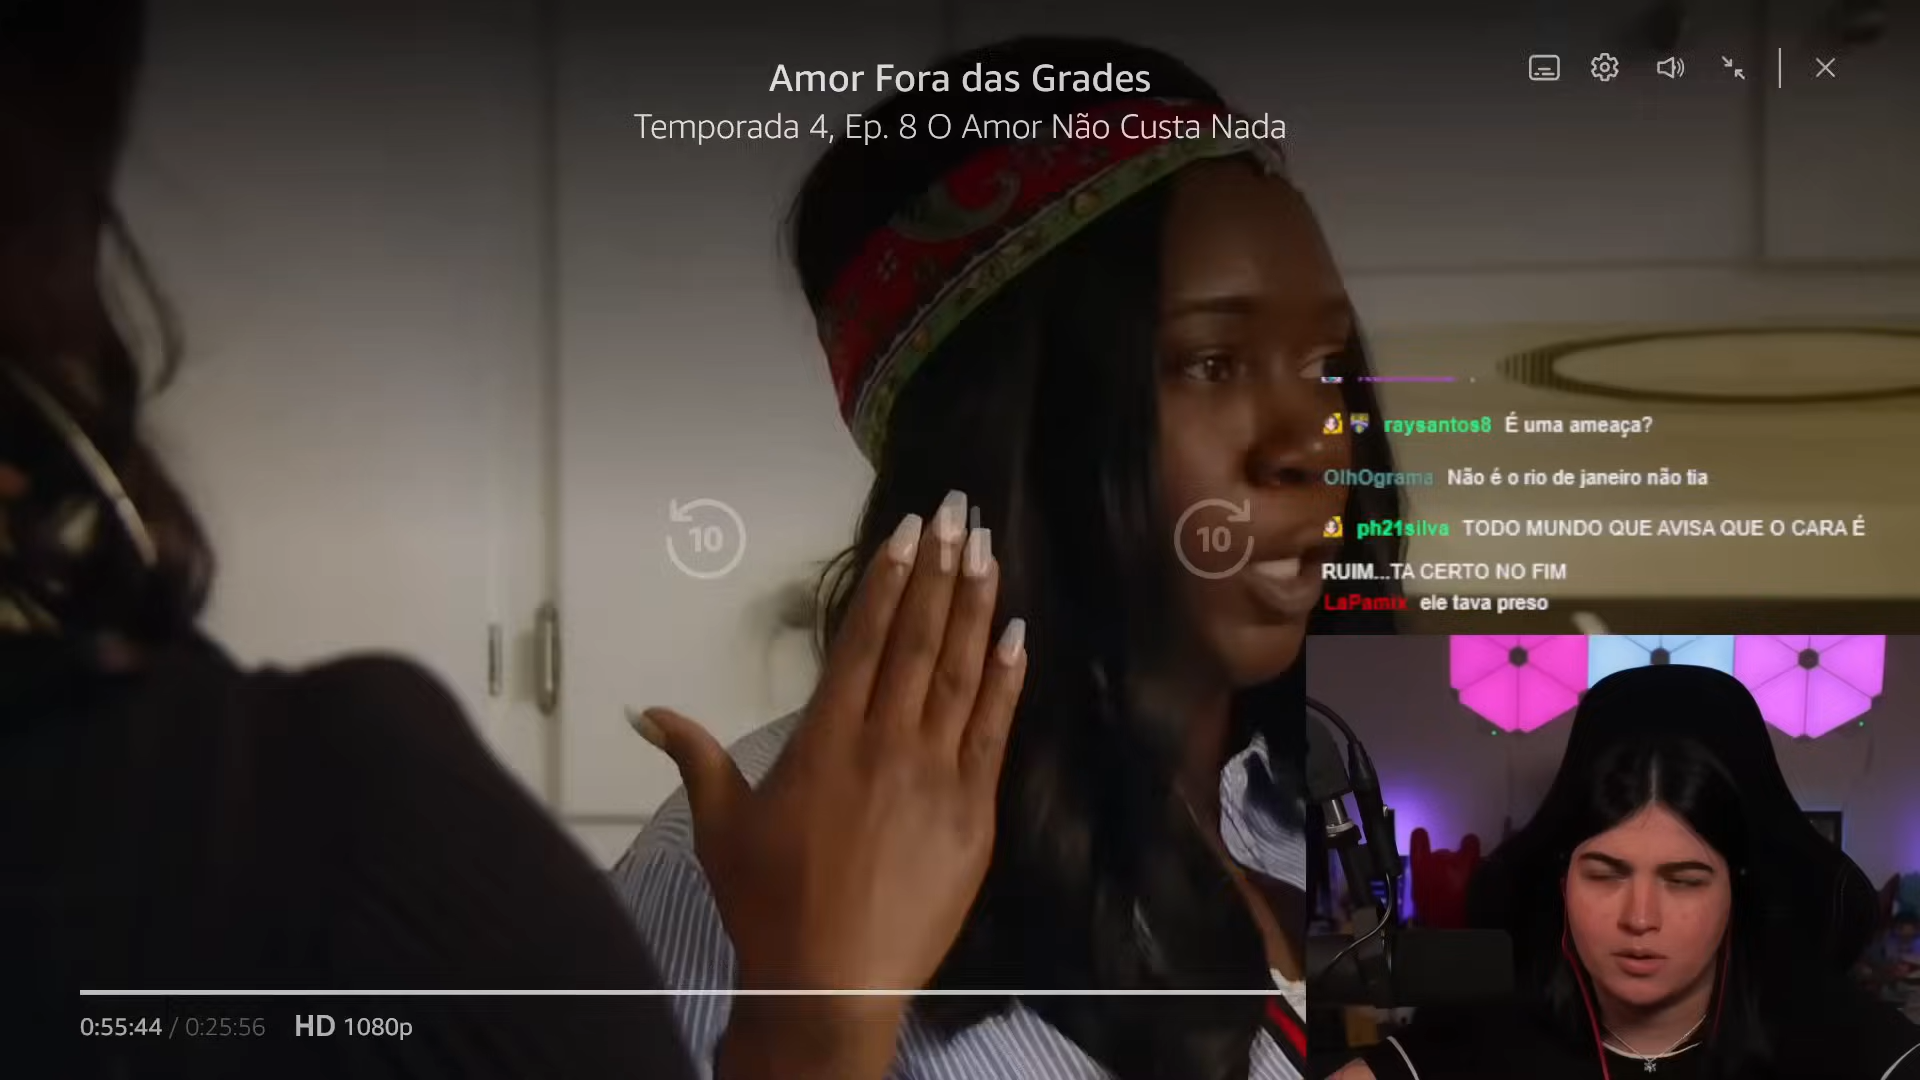 Amor Fora das Grades
Temporada 4, Ep. 8 O Amor Não Custa Nada
raysantos8 É uma ameaça?
OlhOgrama Não é o rio de janeiro não tia
ph21silva TODO MUNDO QUE AVISA QUE O CARA É
RUIM...TA CERTO NO FIM
LaPamix ele tava preso
10
10
0:55:44 / 0:25:56 HD 1080p